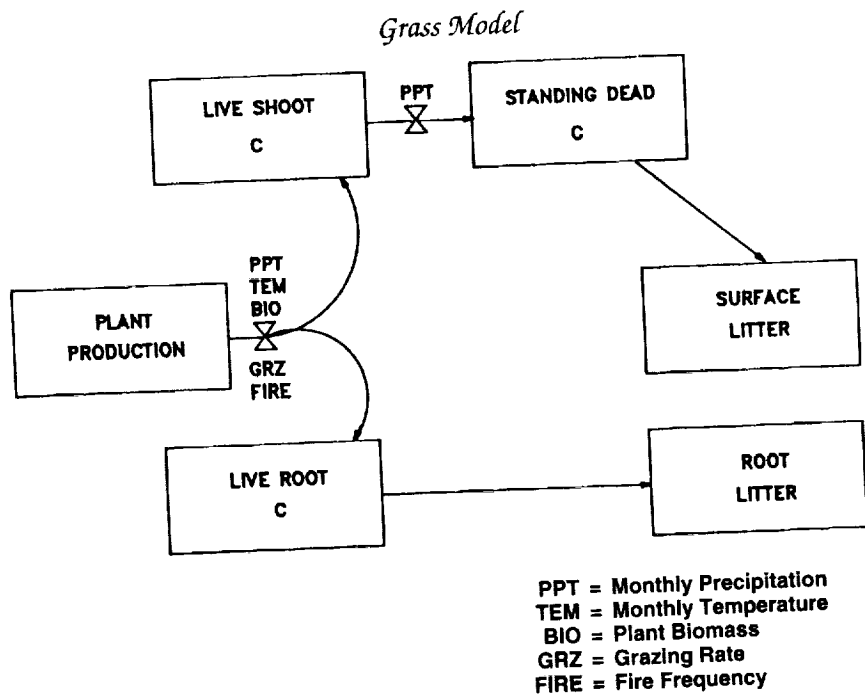 Grass Model
LIVE SHOOT
C
PPT
STANDING DEAD
C
PPT
TEM
BIO
PLANT
PRODUCTION
GRZ
FIRE
SURFACE
LITTER
LIVE ROOT
C
ROOT
LITTER
PPT = Monthly Precipitation
TEM = Monthly Temperature
BIO = Plant Biomass
GRZ = Grazing Rate
FIRE = Fire Frequency